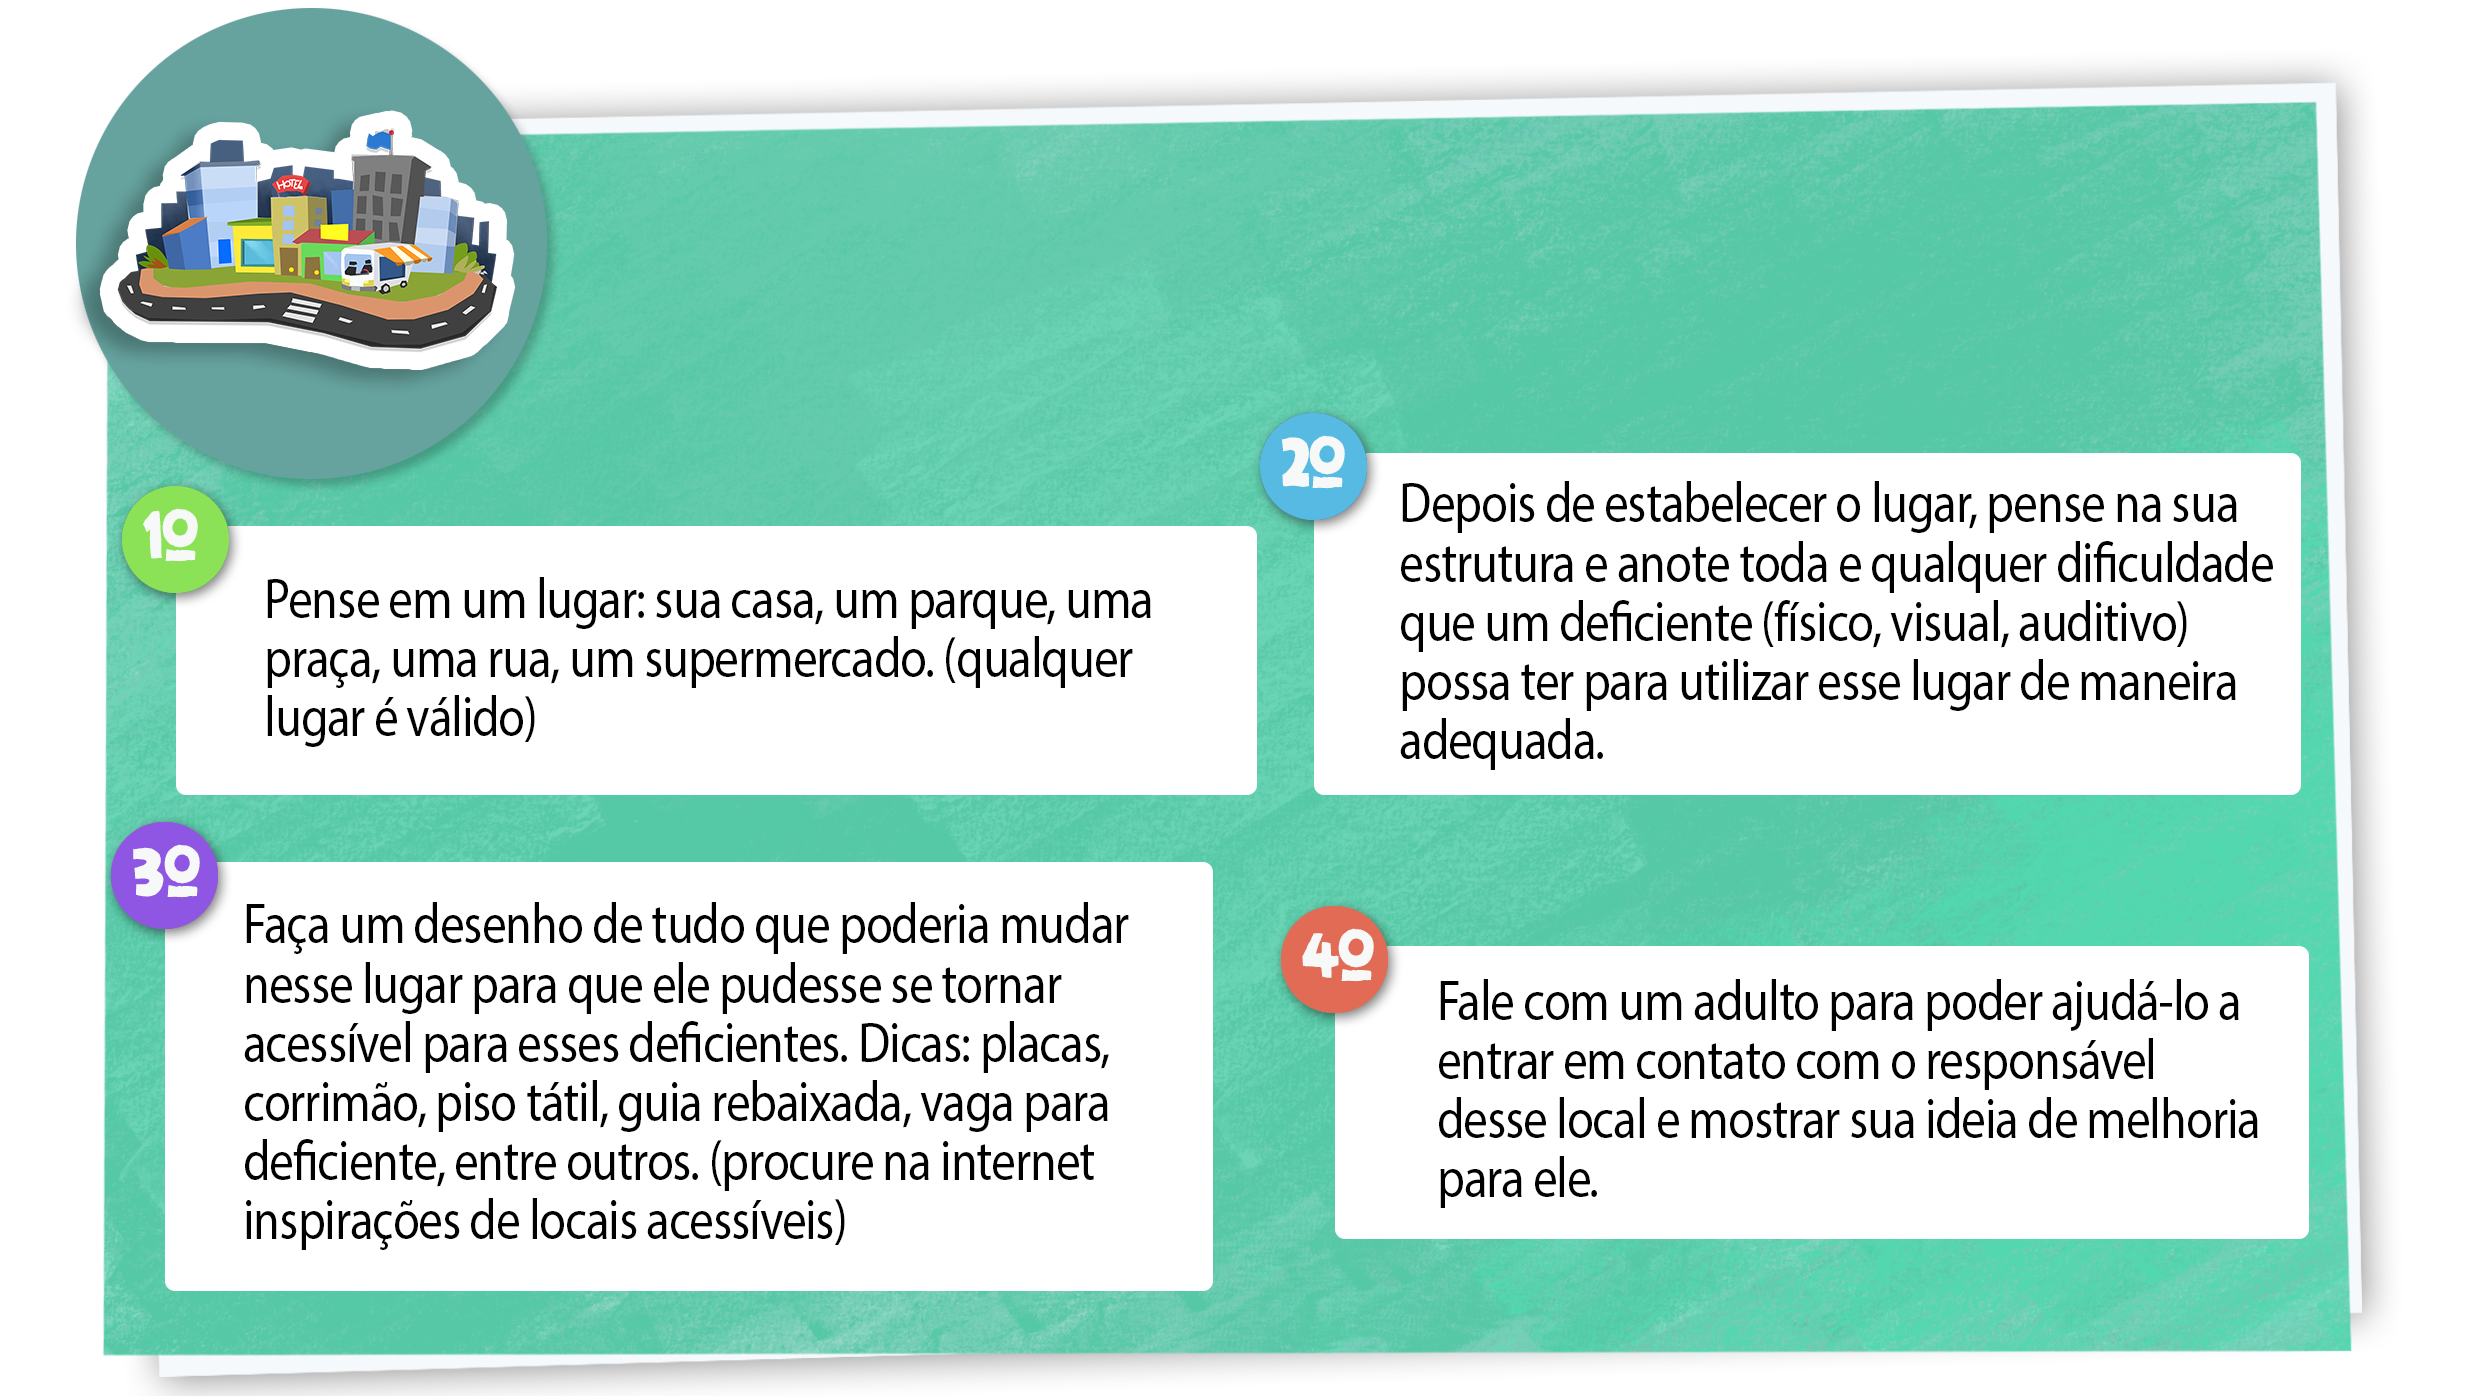 HOTEL
1º
Pense em um lugar: sua casa, um parque, uma
praça, uma rua, um supermercado. (qualquer
lugar é válido)
2º
Depois de estabelecer o lugar, pense na sua
estrutura e anote toda e qualquer dificuldade
que um deficiente (físico, visual, auditivo)
possa ter para utilizar esse lugar de maneira
adequada.
3º
Faça um desenho de tudo que poderia mudar
nesse lugar para que ele pudesse se tornar
acessível para esses deficientes. Dicas: placas,
corrimão, piso tátil, guia rebaixada, vaga para
deficiente, entre outros. (procure na internet
inspirações de locais acessíveis)
4º
Fale com um adulto para poder ajudá-lo a
entrar em contato com o responsável
desse local e mostrar sua ideia de melhoria
para ele.